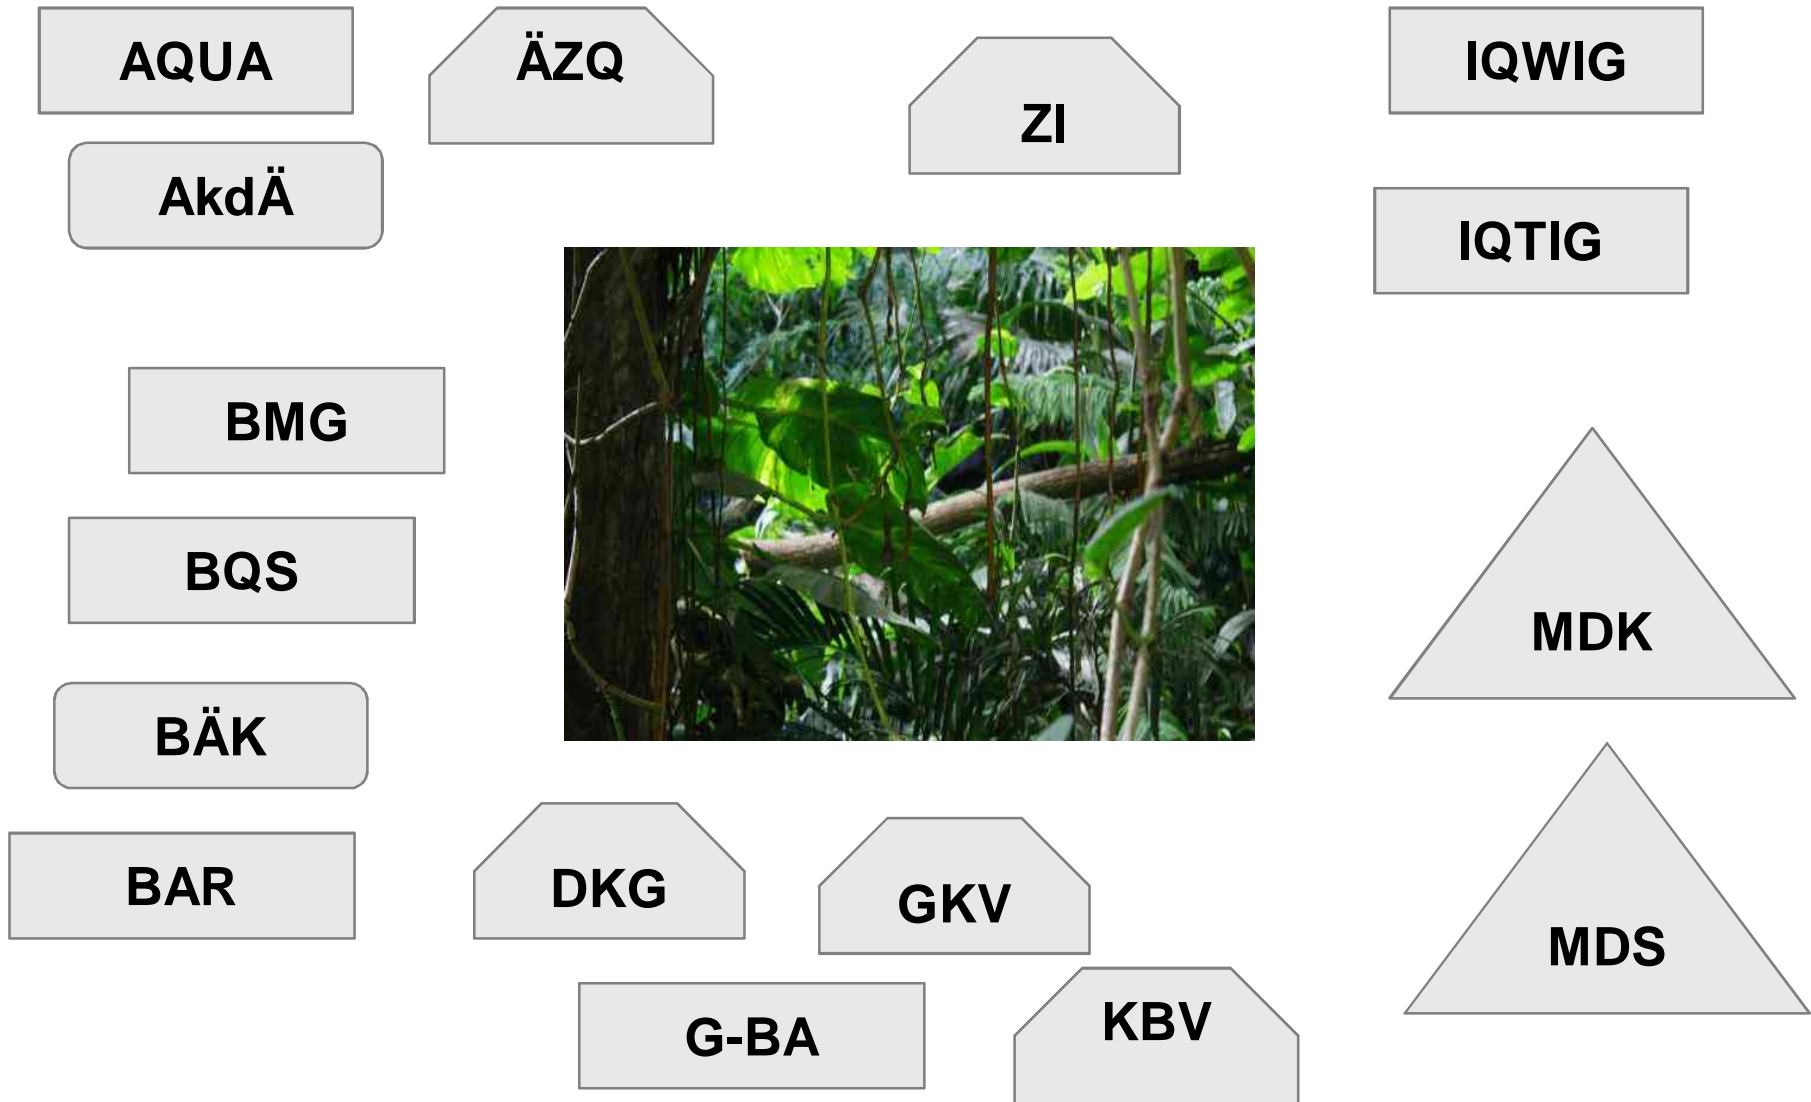 AQUA
ÄZQ
ZI
IQWIG
AkdÄ
IQTIG
BMG
BQS
MDK
BÄK
BAR
DKG
GKV
MDS
G-BA
KBV